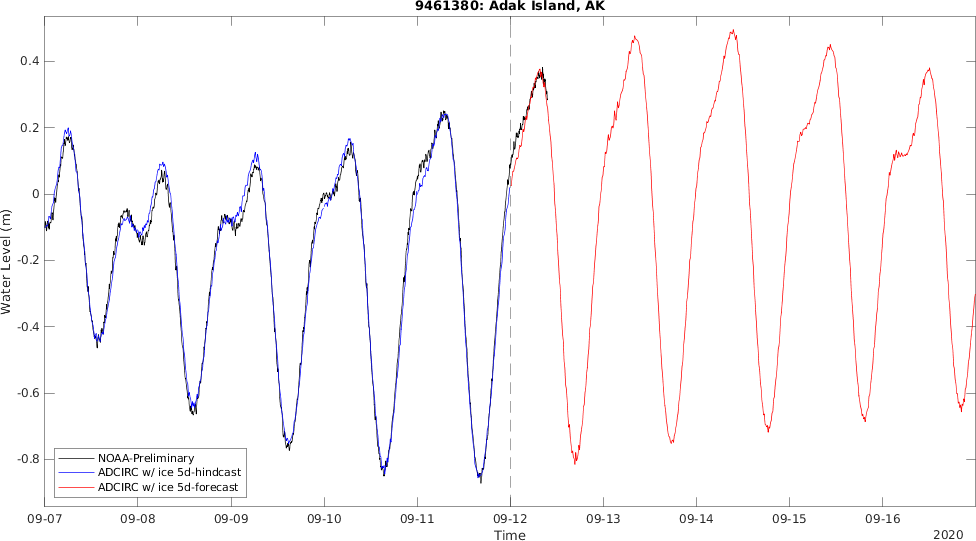 9461380: Adak Island, AK
Water Level (m)
0.4
0.2
0
-0.2
-0.4
-0.6
-0.8
NOAA-Preliminary
ADCIRC w/ ice 5d-hindcast
ADCIRC w/ ice 5d-forecast
09-07 09-08 09-09 09-10 09-11 09-12 09-13 09-14 09-15 09-16
Time
2020